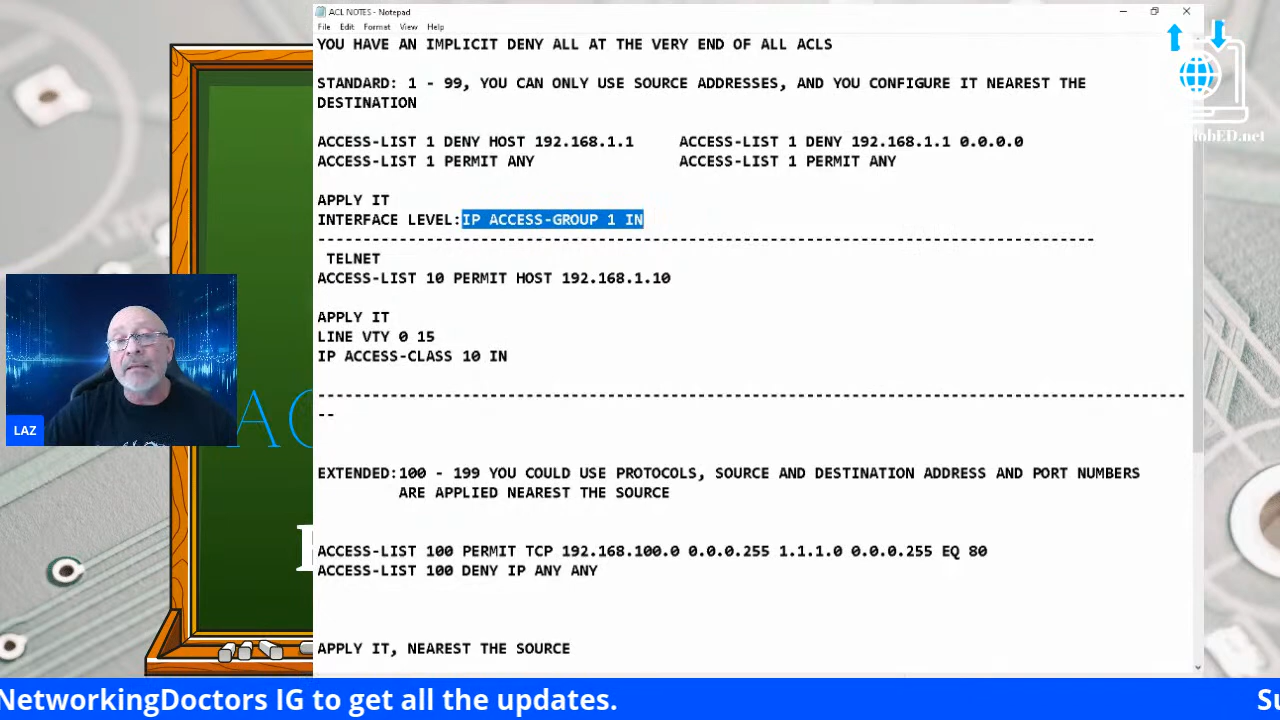 ACL NOTES - Notepad
File Edit Format View Help
YOU HAVE AN IMPLICIT DENY ALL AT THE VERY END OF ALL ACLS
STANDARD: 1 - 99, YOU CAN ONLY USE SOURCE ADDRESSES, AND YOU CONFIGURE IT NEAREST THE
DESTINATION
ACCESS-LIST 1 DENY HOST 192.168.1.1 ACCESS-LIST 1 DENY 192.168.1.1 0.0.0.0
ACCESS-LIST 1 PERMIT ANY ACCESS-LIST 1 PERMIT ANY
APPLY IT
INTERFACE LEVEL:IP ACCESS-GROUP 1 IN
---------------------------------------------------------------------------------------
TELNET
ACCESS-LIST 10 PERMIT HOST 192.168.1.10
APPLY IT
LINE VTY 0 15
IP ACCESS-CLASS 10 IN
------------------------------------------------------------------------------------------------
--
EXTENDED:100 - 199 YOU COULD USE PROTOCOLS, SOURCE AND DESTINATION ADDRESS AND PORT NUMBERS
ARE APPLIED NEAREST THE SOURCE
ACCESS-LIST 100 PERMIT TCP 192.168.100.0 0.0.0.255 1.1.1.0 0.0.0.255 EQ 80
ACCESS-LIST 100 DENY IP ANY ANY
APPLY IT, NEAREST THE SOURCE
LAZ
AC
NetworkingDoctors IG to get all the updates.
Su